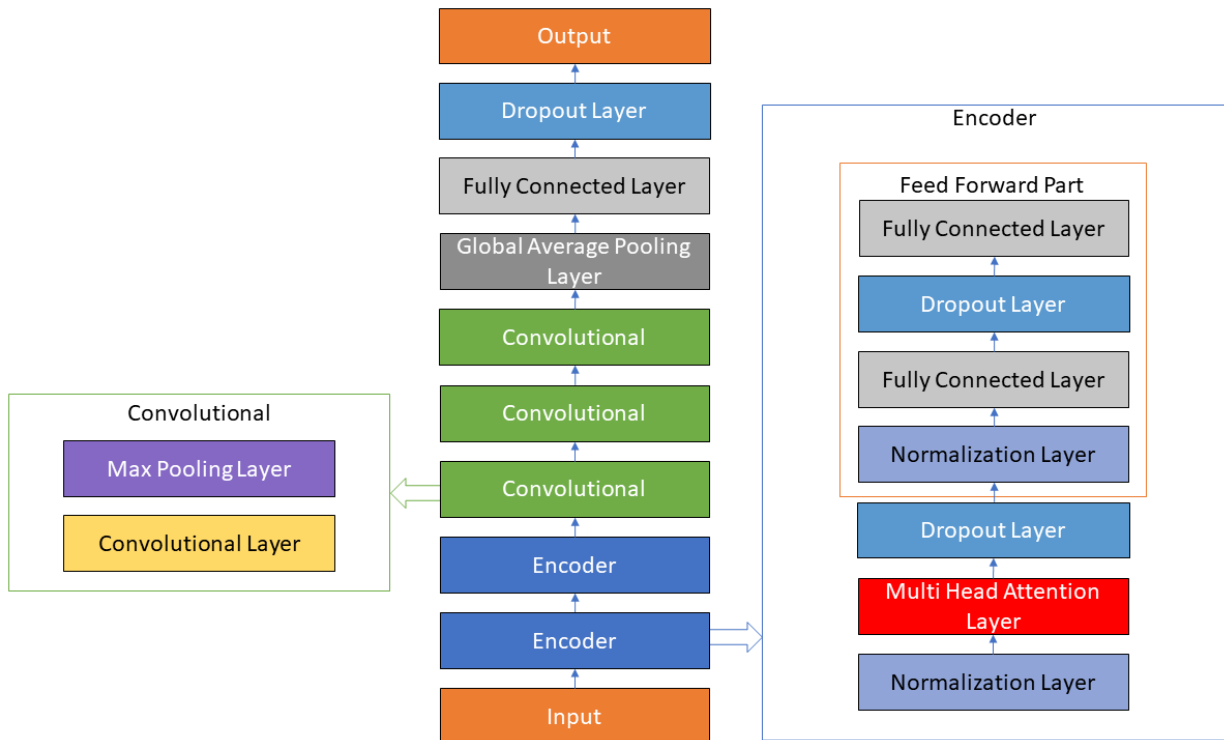 Output
Dropout Layer
Fully Connected Layer
Global Average Pooling
Layer
Convolutional
Convolutional
Convolutional
Encoder
Encoder
Input
Convolutional
Max Pooling Layer
Convolutional Layer
Encoder
Feed Forward Part
Fully Connected Layer
Dropout Layer
Fully Connected Layer
Normalization Layer
Dropout Layer
Multi Head Attention
Layer
Normalization Layer